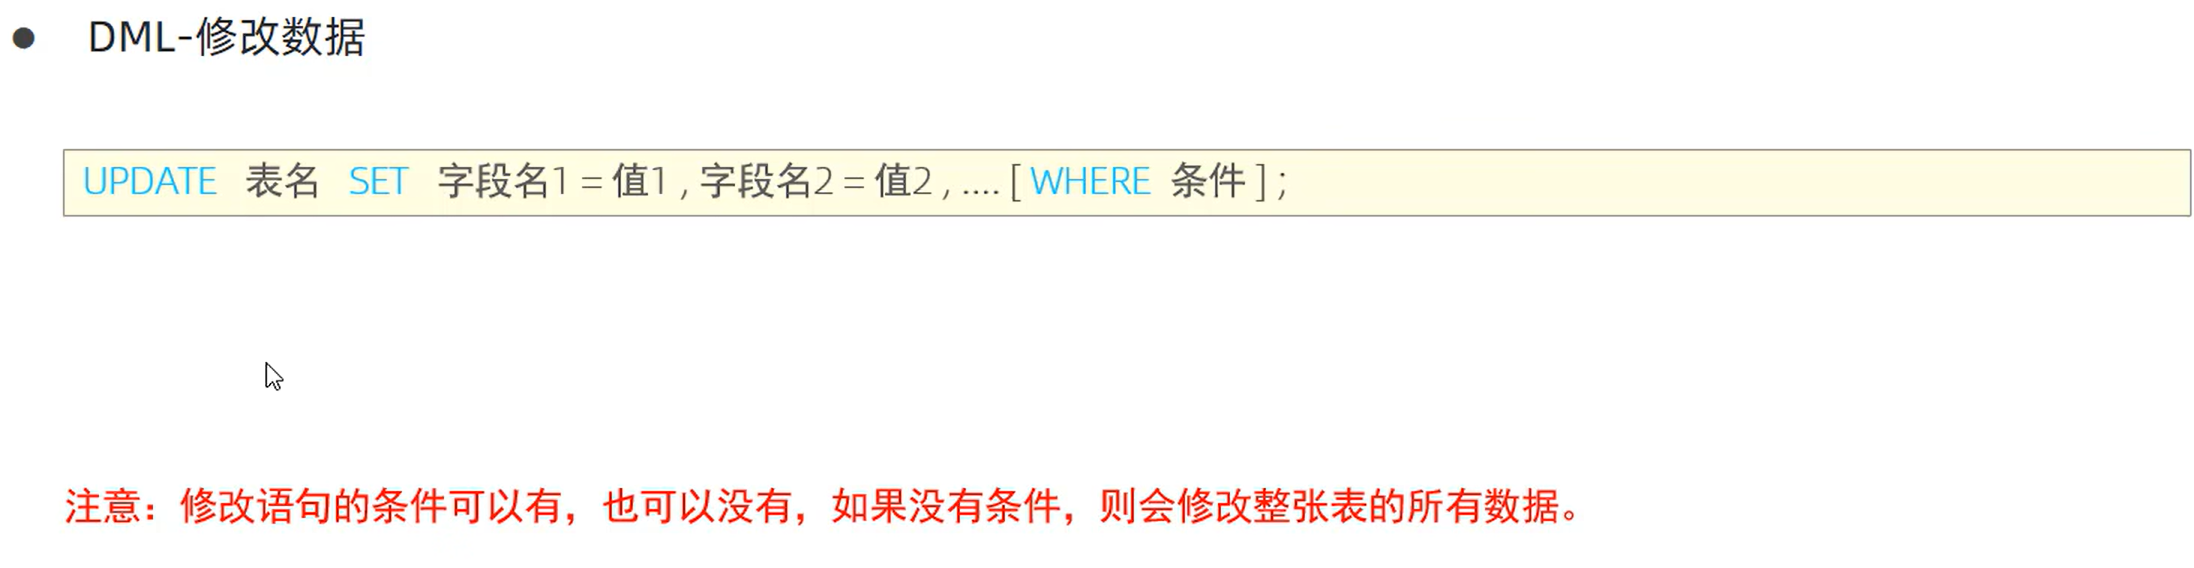 ● DML-修改数据
UPDATE 表名 SET 字段名1 = 值1 , 字段名2 = 值2 , .... [ WHERE 条件 ] ;
注意：修改语句的条件可以有，也可以没有，如果没有条件，则会修改整张表的所有数据。